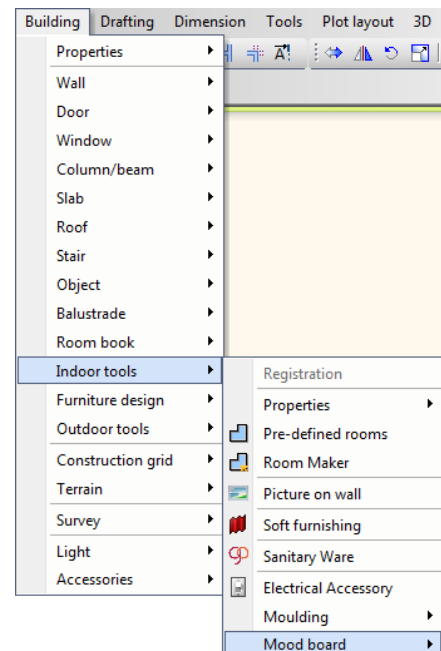 Building Drafting Dimension Tools Plot layout 3D
Properties
Wall
Door
Window
Column/beam
Slab
Roof
Stair
Object
Balustrade
Room book
Indoor tools
Registration
Furniture design
Properties
Outdoor tools
Pre-defined rooms
Construction grid
Room Maker
Terrain
Picture on wall
Survey
Soft furnishing
Light
Sanitary Ware
Accessories
Electrical Accessory
Moulding
Mood board